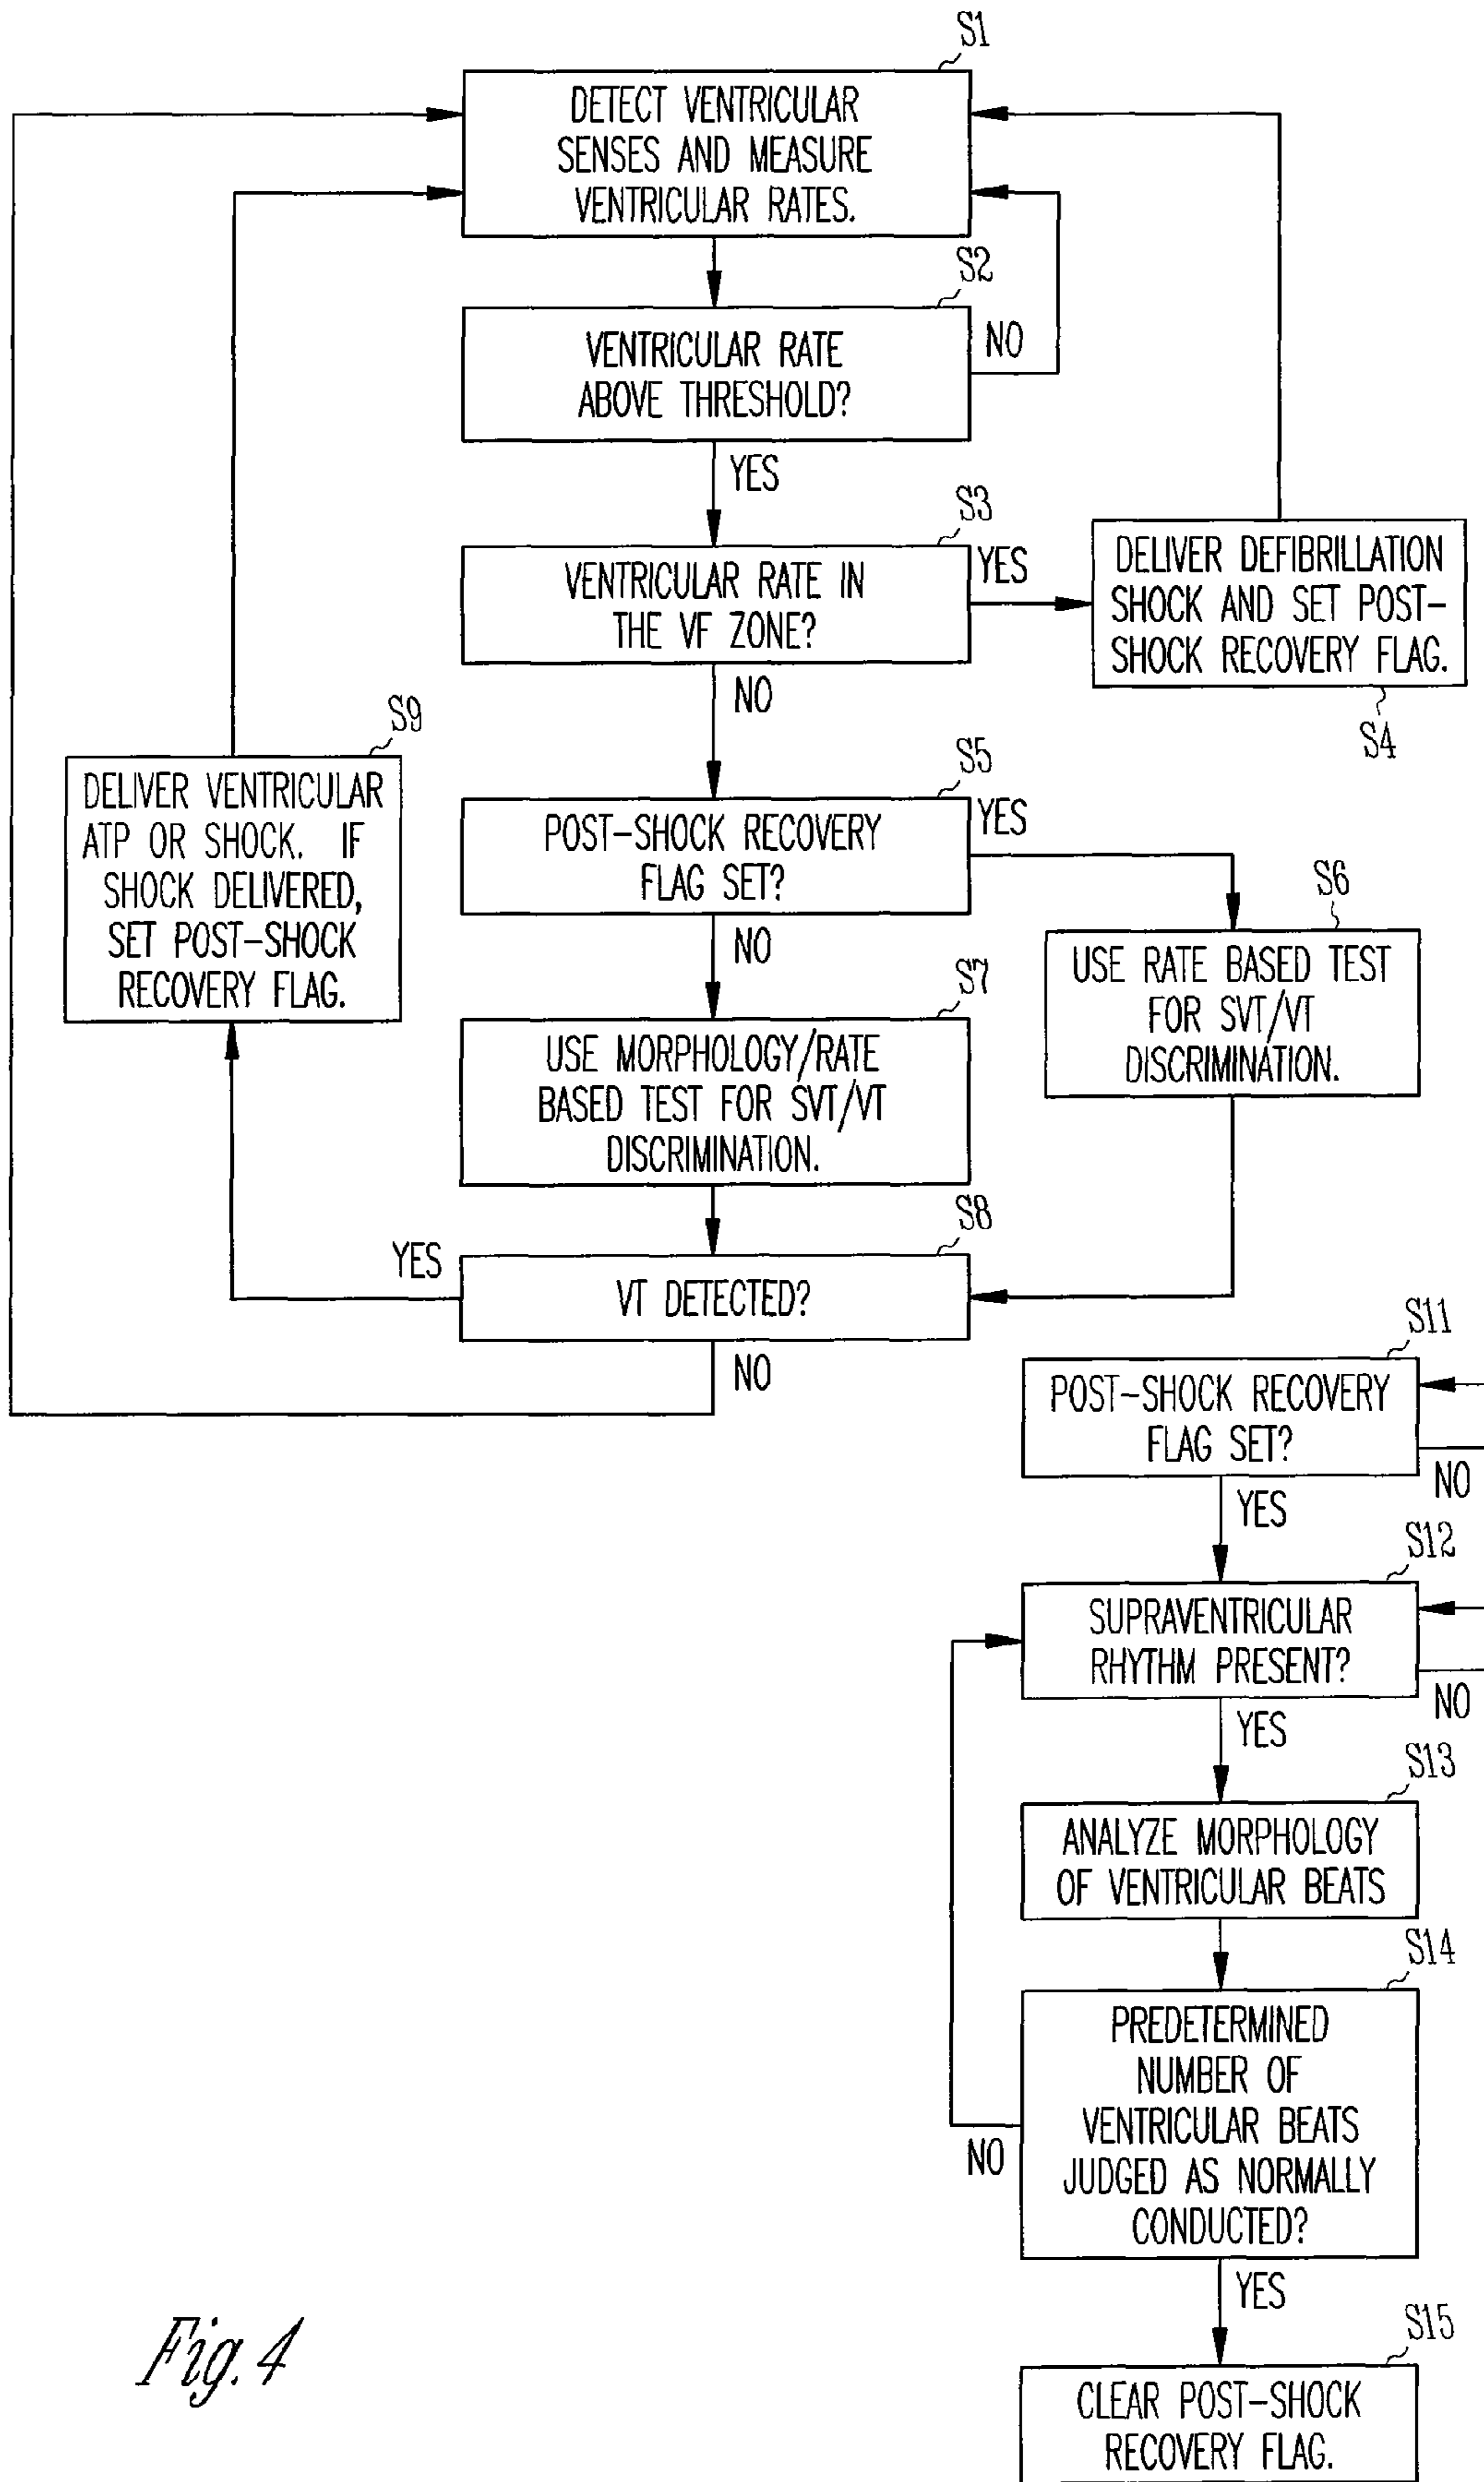 S1
DETECT VENTRICULAR
SENSES AND MEASURE
VENTRICULAR RATES.
S2
VENTRICULAR RATE
ABOVE THRESHOLD?
NO
YES
S3
VENTRICULAR RATE IN
THE VF ZONE?
YES
DELIVER DEFIBRILLATION
SHOCK AND SET POST-
SHOCK RECOVERY FLAG.
S4
NO
S9
DELIVER VENTRICULAR
ATP OR SHOCK. IF
SHOCK DELIVERED,
SET POST-SHOCK
RECOVERY FLAG.
S5
POST-SHOCK RECOVERY
FLAG SET?
YES
S6
USE RATE BASED TEST
FOR SVT/VT
DISCRIMINATION.
NO
S7
USE MORPHOLOGY/RATE
BASED TEST FOR SVT/VT
DISCRIMINATION.
S8
VT DETECTED?
YES
NO
S11
POST-SHOCK RECOVERY
FLAG SET?
NO
YES
S12
SUPRAVENTRICULAR
RHYTHM PRESENT?
NO
YES
S13
ANALYZE MORPHOLOGY
OF VENTRICULAR BEATS
S14
PREDETERMINED
NUMBER OF
VENTRICULAR BEATS
JUDGED AS NORMALLY
CONDUCTED?
NO
YES
S15
CLEAR POST-SHOCK
RECOVERY FLAG.
Fig. 4